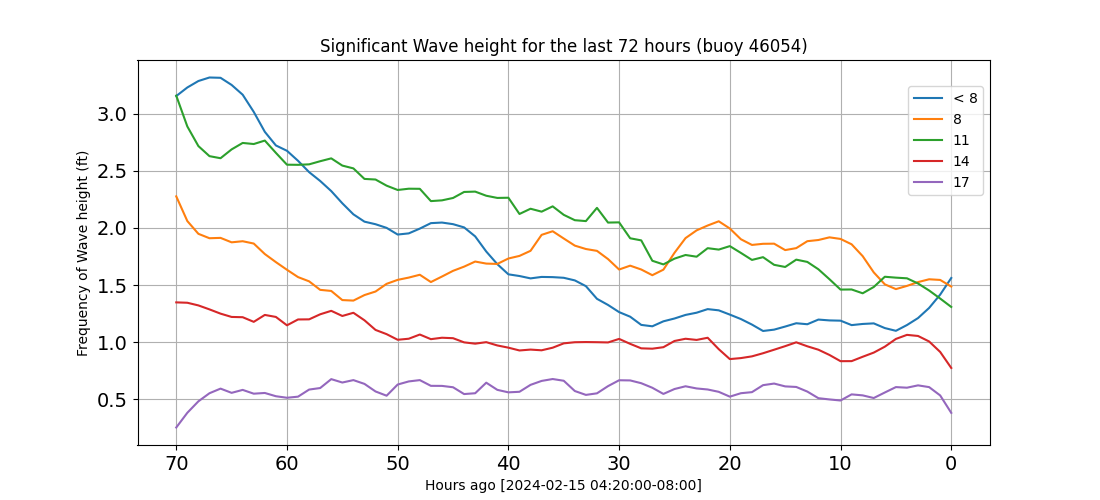 Significant Wave height for the last 72 hours (buoy 46054)
Frequency of Wave height (ft)
3.0
2.5
2.0
1.5
1.0
0.5
< 8
8
11
14
17
70 60 50 40 30 20 10 0
Hours ago [2024-02-15 04:20:00-08:00]